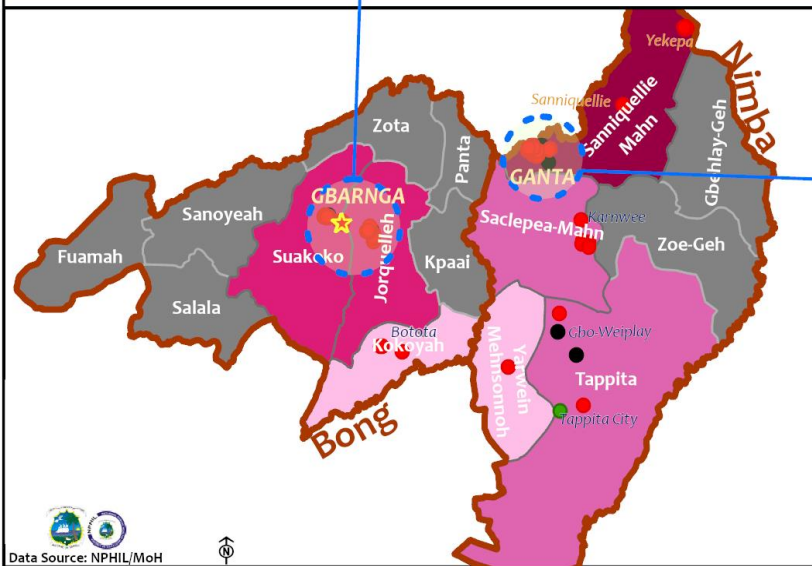 Yekepa
Nimba
Sanniquellie
Sanniquellie
Mahn
Zota
Panta
Gbehlay-Geh
GBARNGA
GANTA
Sanoyeah
Saclepea-Mahn
Karnwee
Jorquelleh
Fuamah
Suakoko
Kpaai
Zoe-Geh
Salala
Botota
Gbo-Weiplay
Kokoyah
Yarwein
Mehnsonnoh
Tappita
Bong
Tappita City
NPHIL
Data Source: NPHIL/MoH
N